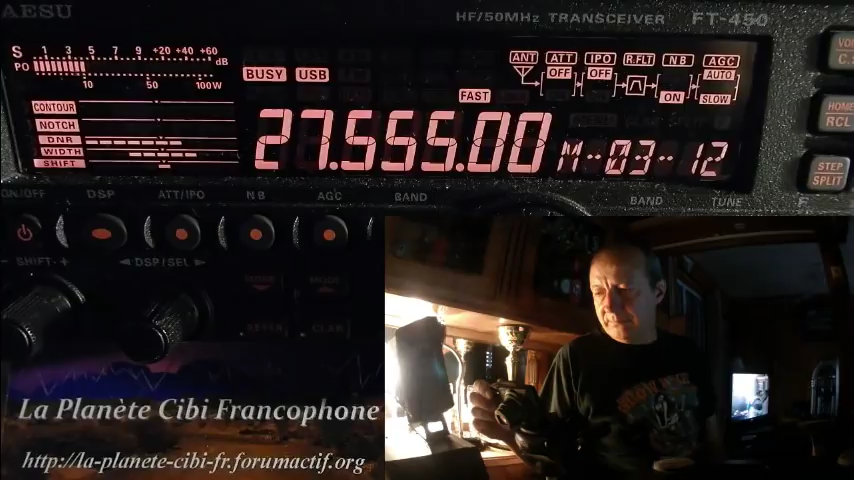 AESU
HF/50MHz TRANSCEIVER FT-450
S 1 3 5 7 9 +20 +40 +60 dB
PO 10 50 100W
BUSY USB
FAST
ANT ATT IPO R.FLT NB AGC
OFF OFF AUTO
ON SLOW
CONTOUR
NOTCH
DNR
WIDTH
SHIFT
27.555.00 M-03-12
HOME
RCL
STEP
SPLIT
ON/OFF DSP ATT/IPO NB AGC BAND BAND TUNE
- SHIFT + ◄DSP/SEL►
CLAR
La Planète Cibi Francophone
http://la-planete-cibi-fr.forumactif.org